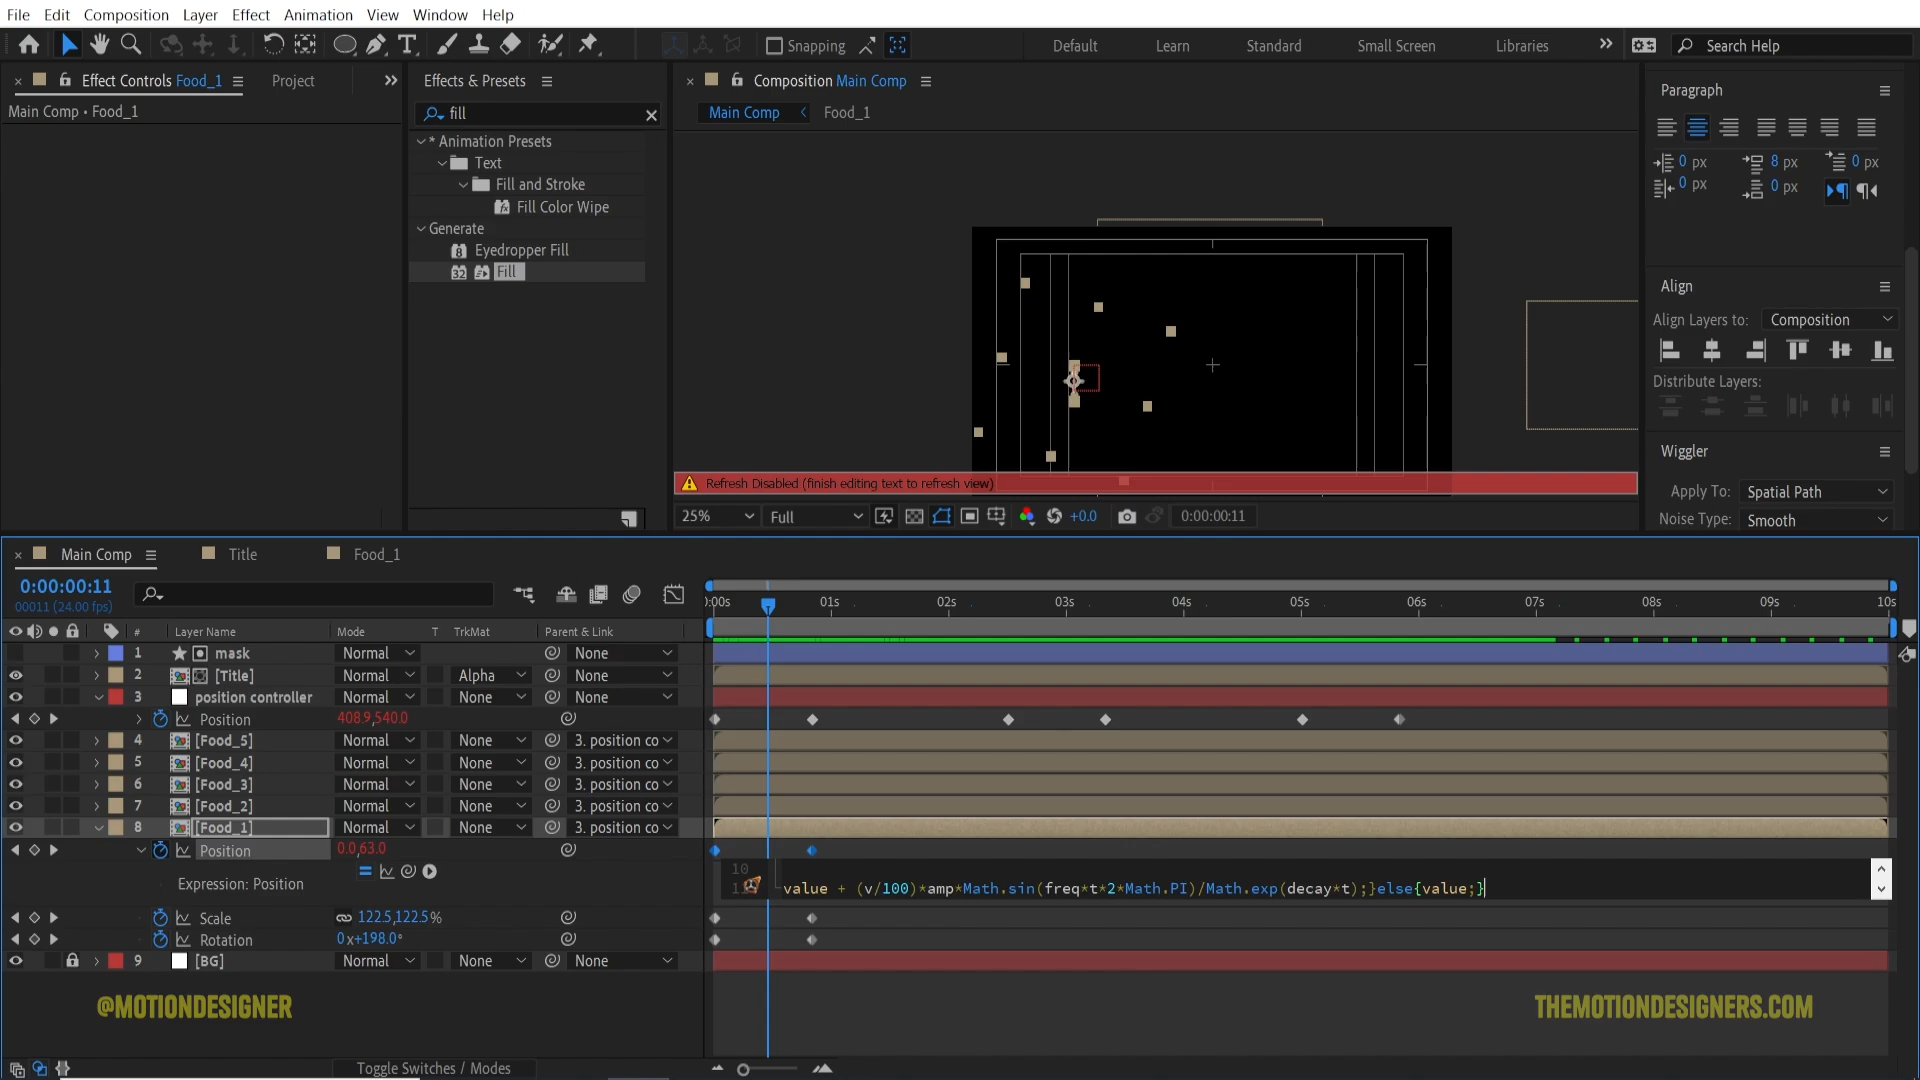 File Edit Composition Layer Effect Animation View Window Help
Snapping Default Learn Standard Small Screen Libraries Search Help
Effect Controls Food_1 Project
Main Comp • Food_1
Effects & Presets
fill
* Animation Presets
Text
Fill and Stroke
Fill Color Wipe
Generate
Eyedropper Fill
Fill
Composition Main Comp
Main Comp Food_1
Refresh Disabled (finish editing text to refresh view)
25% Full +0.0 0:00:00:11
Paragraph
0 px 8 px 0 px
0 px 0 px
Align
Align Layers to: Composition
Distribute Layers:
Wiggler
Apply To: Spatial Path
Noise Type: Smooth
Main Comp Title Food_1
0:00:00:11
00011 (24.00 fps)
0:00s 01s 02s 03s 04s 05s 06s 07s 08s 09s 10s
# Layer Name Mode T TrkMat Parent & Link
1 mask Normal None
2 [Title] Normal Alpha None
3 position controller Normal None None
Position 408.9,540.0
4 [Food_5] Normal None 3. position co
5 [Food_4] Normal None 3. position co
6 [Food_3] Normal None 3. position co
7 [Food_2] Normal None 3. position co
8 [Food_1] Normal None 3. position co
Position 0.0,63.0
Expression: Position
10
value + (v/100)*amp*Math.sin(freq*t*2*Math.PI)/Math.exp(decay*t);}else{value;}
Scale 122.5,122.5%
Rotation 0x+198.0°
9 [BG] Normal None None
@MOTIONDESIGNER
THEMOTIONDESIGNERS.COM
Toggle Switches / Modes